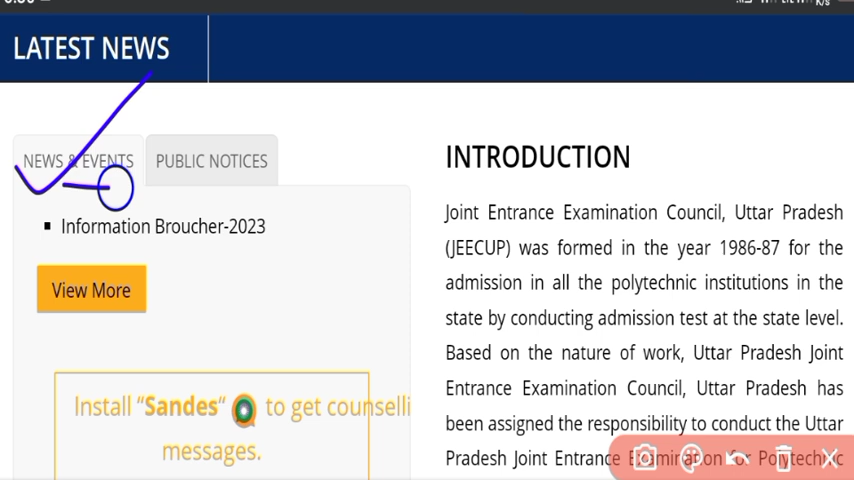 K/s
LATEST NEWS
NEWS & EVENTS
PUBLIC NOTICES
Information Broucher-2023
View More
Install “Sandes“ to get counselli
messages.
INTRODUCTION
Joint Entrance Examination Council, Uttar Pradesh
(JEECUP) was formed in the year 1986-87 for the
admission in all the polytechnic institutions in the
state by conducting admission test at the state level.
Based on the nature of work, Uttar Pradesh Joint
Entrance Examination Council, Uttar Pradesh has
been assigned the responsibility to conduct the Uttar
Pradesh Joint Entrance Examination for Polytechnic